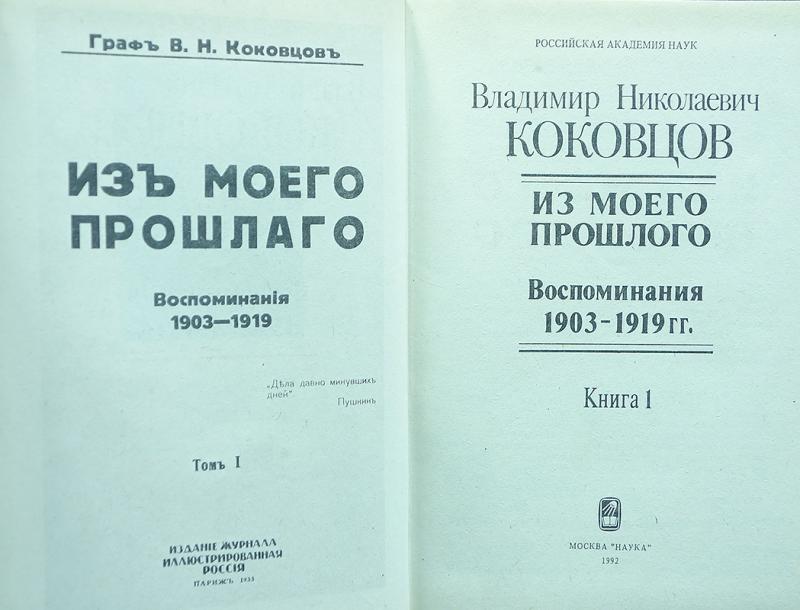 Графъ В. Н. Коковцовъ
ИЗЪ МОЕГО
ПРОШЛАГО
Воспоминанія
1903—1919
„Дѣла давно минувшихъ
дней"
Пушкинъ
Томъ I
ИЗДАНІЕ ЖУРНАЛА
ИЛЛЮСТРИРОВАННАЯ
РОССІЯ
ПАРИЖЪ 1933
РОССИЙСКАЯ АКАДЕМИЯ НАУК
Владимир Николаевич
КОКОВЦОВ
ИЗ МОЕГО
ПРОШЛОГО
Воспоминания
1903-1919 гг.
Книга 1
МОСКВА "НАУКА"
1992